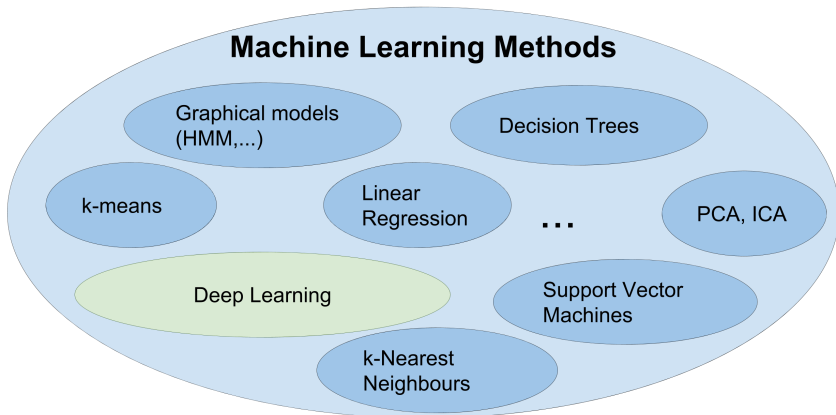 Machine Learning Methods
Graphical models
(HMM,...)
Decision Trees
k-means
Linear
Regression
...
PCA, ICA
Deep Learning
Support Vector
Machines
k-Nearest
Neighbours